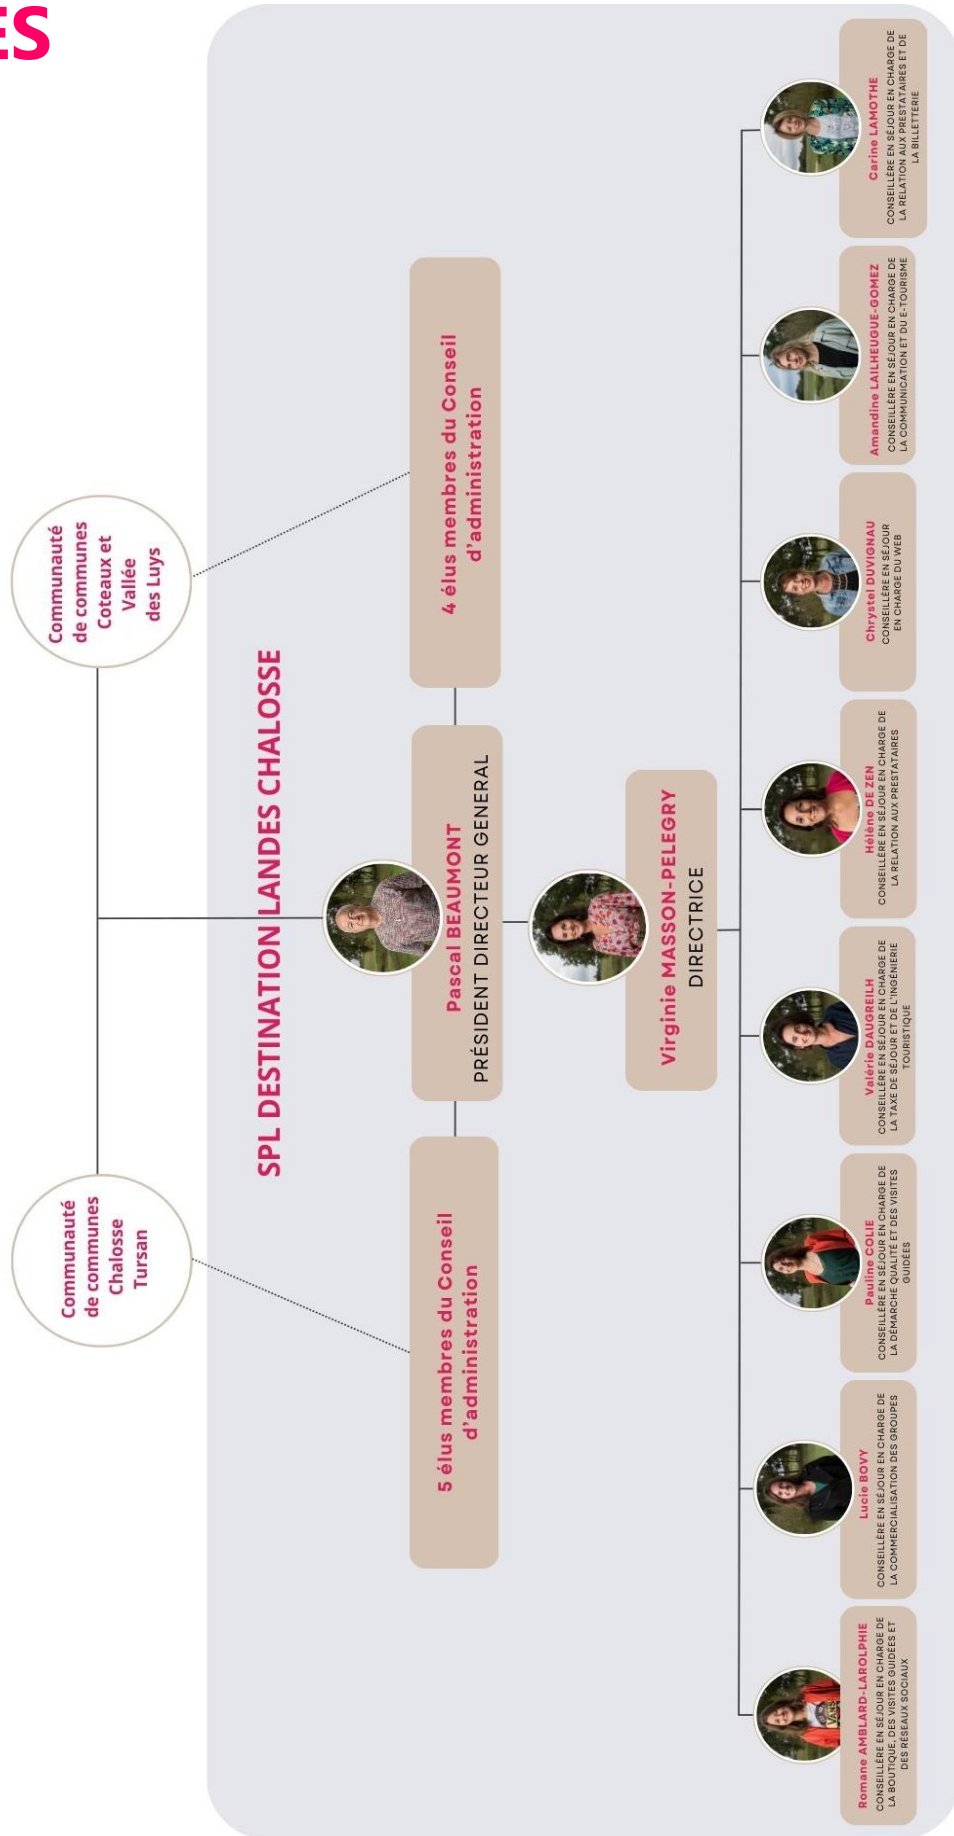 ES
Communauté
de communes
Chalosse
Tursan
Communauté
de communes
Coteaux et
Vallée
des Luys
SPL DESTINATION LANDES CHALOSSE
5 élus membres du Conseil
d'administration
Pascal BEAUMONT
PRÉSIDENT DIRECTEUR GENERAL
4 élus membres du Conseil
d'administration
Virginie MASSON-PELEGRY
DIRECTRICE
Romane AMBLARD-LAROLPHIE
CONSEILLÈRE EN SÉJOUR EN CHARGE DE
LA BOUTIQUE, DES VISITES GUIDÉES ET
DES RÉSEAUX SOCIAUX
Lucie BOVY
CONSEILLÈRE EN SÉJOUR EN CHARGE DE
LA COMMERCIALISATION DES GROUPES
Pauline COLIE
CONSEILLÈRE EN SÉJOUR EN CHARGE DE
LA DÉMARCHE QUALITÉ ET DES VISITES
GUIDÉES
Valérie DAUGREILH
CONSEILLÈRE EN SÉJOUR EN CHARGE DE
LA TAXE DE SÉJOUR ET DE L'INGÉNIERIE
TOURISTIQUE
Hélène DE ZEN
CONSEILLÈRE EN SÉJOUR EN CHARGE DE
LA RELATION AUX PRESTATAIRES
Chrystel DUVIGNAU
CONSEILLÈRE EN SÉJOUR
EN CHARGE DU WEB
Amandine LAILHEUGUE-GOMEZ
CONSEILLÈRE EN SÉJOUR EN CHARGE DE
LA COMMUNICATION ET DU E-TOURISME
Carine LAMOTHE
CONSEILLÈRE EN SÉJOUR EN CHARGE DE
LA RELATION AUX PRESTATAIRES ET DE
LA BILLETTERIE
VANS